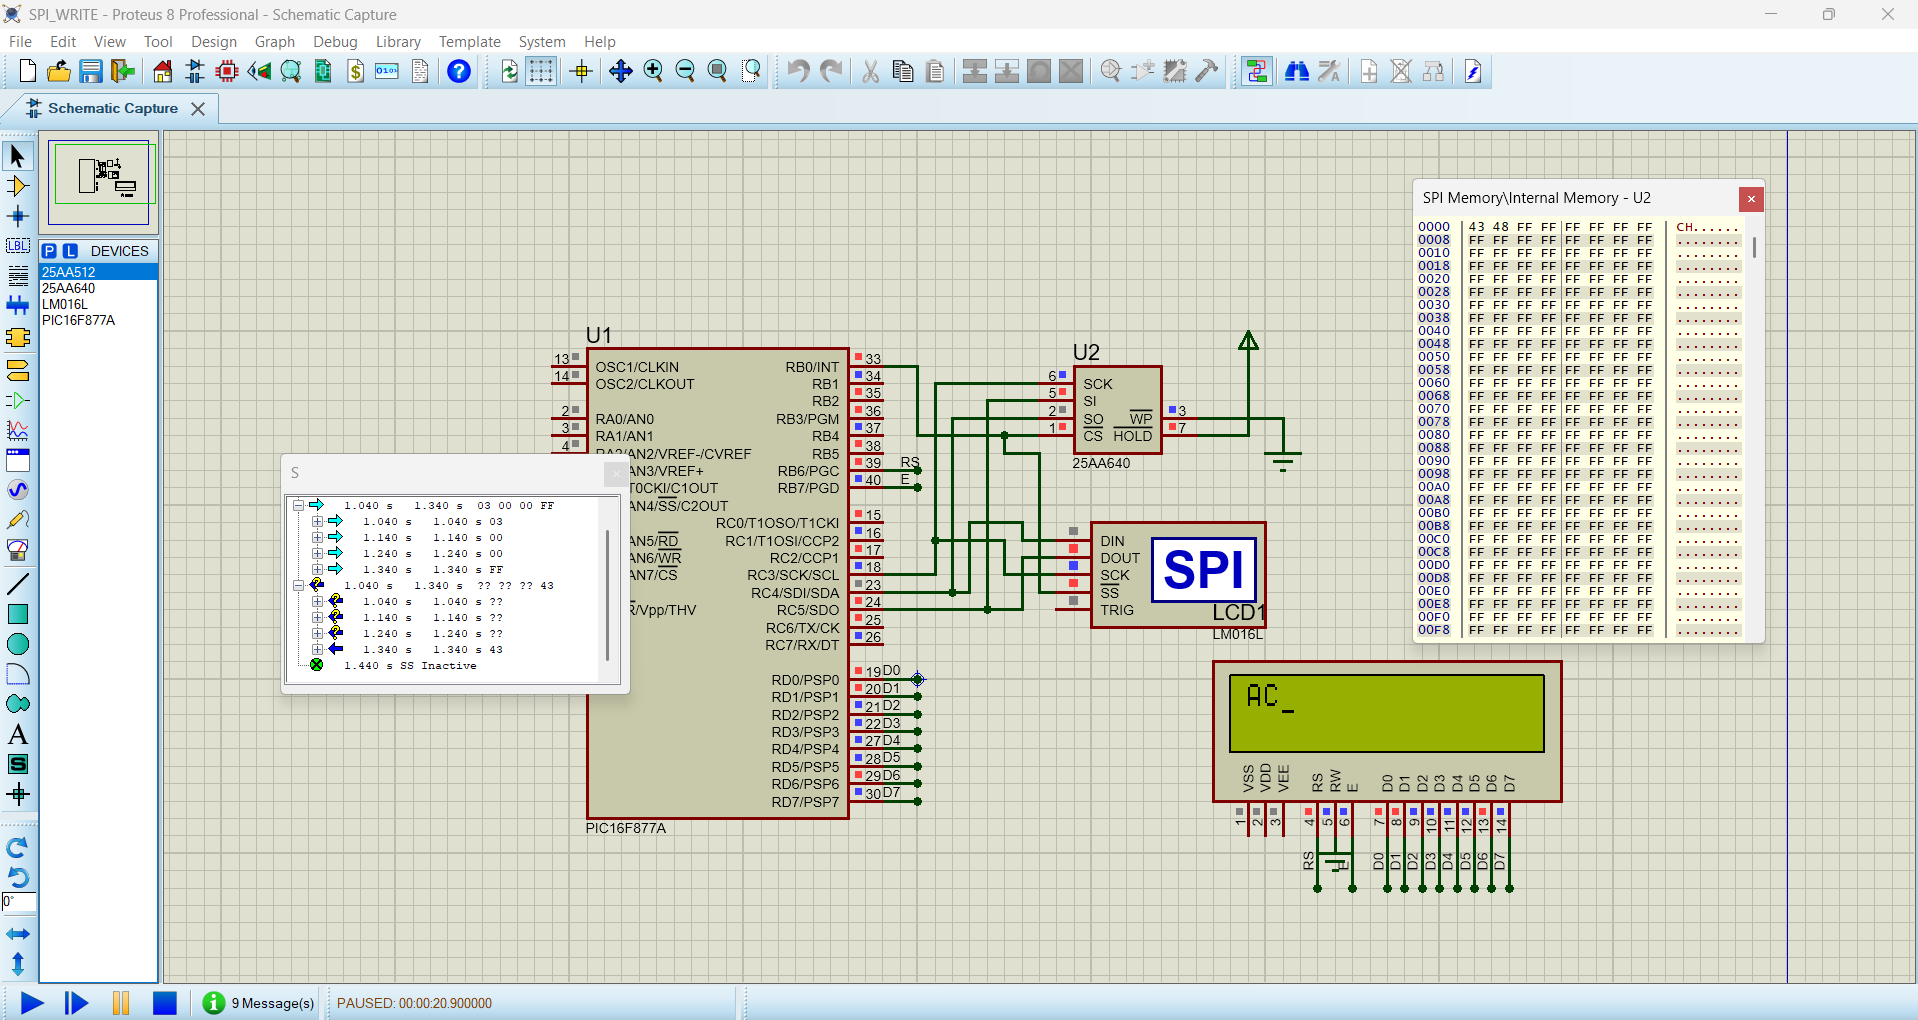 SPI_WRITE - Proteus 8 Professional - Schematic Capture
File Edit View Tool Design Graph Debug Library Template System Help
Schematic Capture
P L DEVICES
25AA512
25AA640
LM016L
PIC16F877A
LBL
A
S
0°
U1
13 OSC1/CLKIN
14 OSC2/CLKOUT
2 RA0/AN0
3 RA1/AN1
4 RA2/AN2/VREF-/CVREF
AN3/VREF+
T0CKI/C1OUT
AN4/SS/C2OUT
AN5/RD
AN6/WR
AN7/CS
R/Vpp/THV
RB0/INT 33
RB1 34
RB2 35
RB3/PGM 36
RB4 37
RB5 38
RB6/PGC 39 RS
RB7/PGD 40 E
RC0/T1OSO/T1CKI 15
RC1/T1OSI/CCP2 16
RC2/CCP1 17
RC3/SCK/SCL 18
RC4/SDI/SDA 23
RC5/SDO 24
RC6/TX/CK 25
RC7/RX/DT 26
RD0/PSP0 19 D0
RD1/PSP1 20 D1
RD2/PSP2 21 D2
RD3/PSP3 22 D3
RD4/PSP4 27 D4
RD5/PSP5 28 D5
RD6/PSP6 29 D6
RD7/PSP7 30 D7
PIC16F877A
S
1.040 s 1.340 s 03 00 00 FF
1.040 s 1.040 s 03
1.140 s 1.140 s 00
1.240 s 1.240 s 00
1.340 s 1.340 s FF
1.040 s 1.340 s ?? ?? ?? 43
1.040 s 1.040 s ??
1.140 s 1.140 s ??
1.240 s 1.240 s ??
1.340 s 1.340 s 43
1.440 s SS Inactive
U2
6 SCK
5 SI
2 SO WP 3
1 CS HOLD 7
25AA640
DIN
DOUT
SCK
SS
TRIG
SPI
LCD1
LM016L
AC_
VSS VDD VEE RS RW E D0 D1 D2 D3 D4 D5 D6 D7
1 2 3 4 5 6 7 8 9 10 11 12 13 14
RS E D0 D1 D2 D3 D4 D5 D6 D7
SPI Memory\Internal Memory - U2
0000 43 48 FF FF FF FF FF FF CH......
0008 FF FF FF FF FF FF FF FF ........
0010 FF FF FF FF FF FF FF FF ........
0018 FF FF FF FF FF FF FF FF ........
0020 FF FF FF FF FF FF FF FF ........
0028 FF FF FF FF FF FF FF FF ........
0030 FF FF FF FF FF FF FF FF ........
0038 FF FF FF FF FF FF FF FF ........
0040 FF FF FF FF FF FF FF FF ........
0048 FF FF FF FF FF FF FF FF ........
0050 FF FF FF FF FF FF FF FF ........
0058 FF FF FF FF FF FF FF FF ........
0060 FF FF FF FF FF FF FF FF ........
0068 FF FF FF FF FF FF FF FF ........
0070 FF FF FF FF FF FF FF FF ........
0078 FF FF FF FF FF FF FF FF ........
0080 FF FF FF FF FF FF FF FF ........
0088 FF FF FF FF FF FF FF FF ........
0090 FF FF FF FF FF FF FF FF ........
0098 FF FF FF FF FF FF FF FF ........
00A0 FF FF FF FF FF FF FF FF ........
00A8 FF FF FF FF FF FF FF FF ........
00B0 FF FF FF FF FF FF FF FF ........
00B8 FF FF FF FF FF FF FF FF ........
00C0 FF FF FF FF FF FF FF FF ........
00C8 FF FF FF FF FF FF FF FF ........
00D0 FF FF FF FF FF FF FF FF ........
00D8 FF FF FF FF FF FF FF FF ........
00E0 FF FF FF FF FF FF FF FF ........
00E8 FF FF FF FF FF FF FF FF ........
00F0 FF FF FF FF FF FF FF FF ........
00F8 FF FF FF FF FF FF FF FF ........
9 Message(s)
PAUSED: 00:00:20.900000